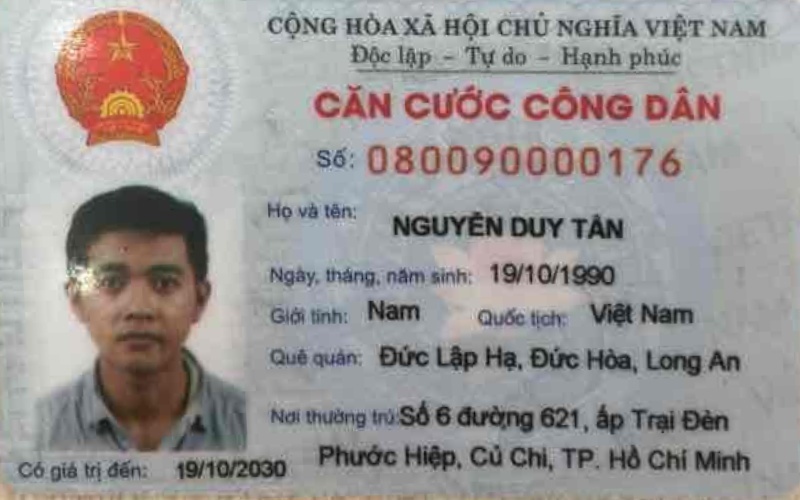 CỘNG HÒA XÃ HỘI CHỦ NGHĨA VIỆT NAM
Độc lập - Tự do - Hạnh phúc
CĂN CƯỚC CÔNG DÂN
Số: 080090000176
Họ và tên: NGUYỄN DUY TÂN
Ngày, tháng, năm sinh: 19/10/1990
Giới tính: Nam Quốc tịch: Việt Nam
Quê quán: Đức Lập Hạ, Đức Hòa, Long An
Nơi thường trú: Số 6 đường 621, ấp Trại Đèn
Phước Hiệp, Củ Chi, TP. Hồ Chí Minh
Có giá trị đến: 19/10/2030